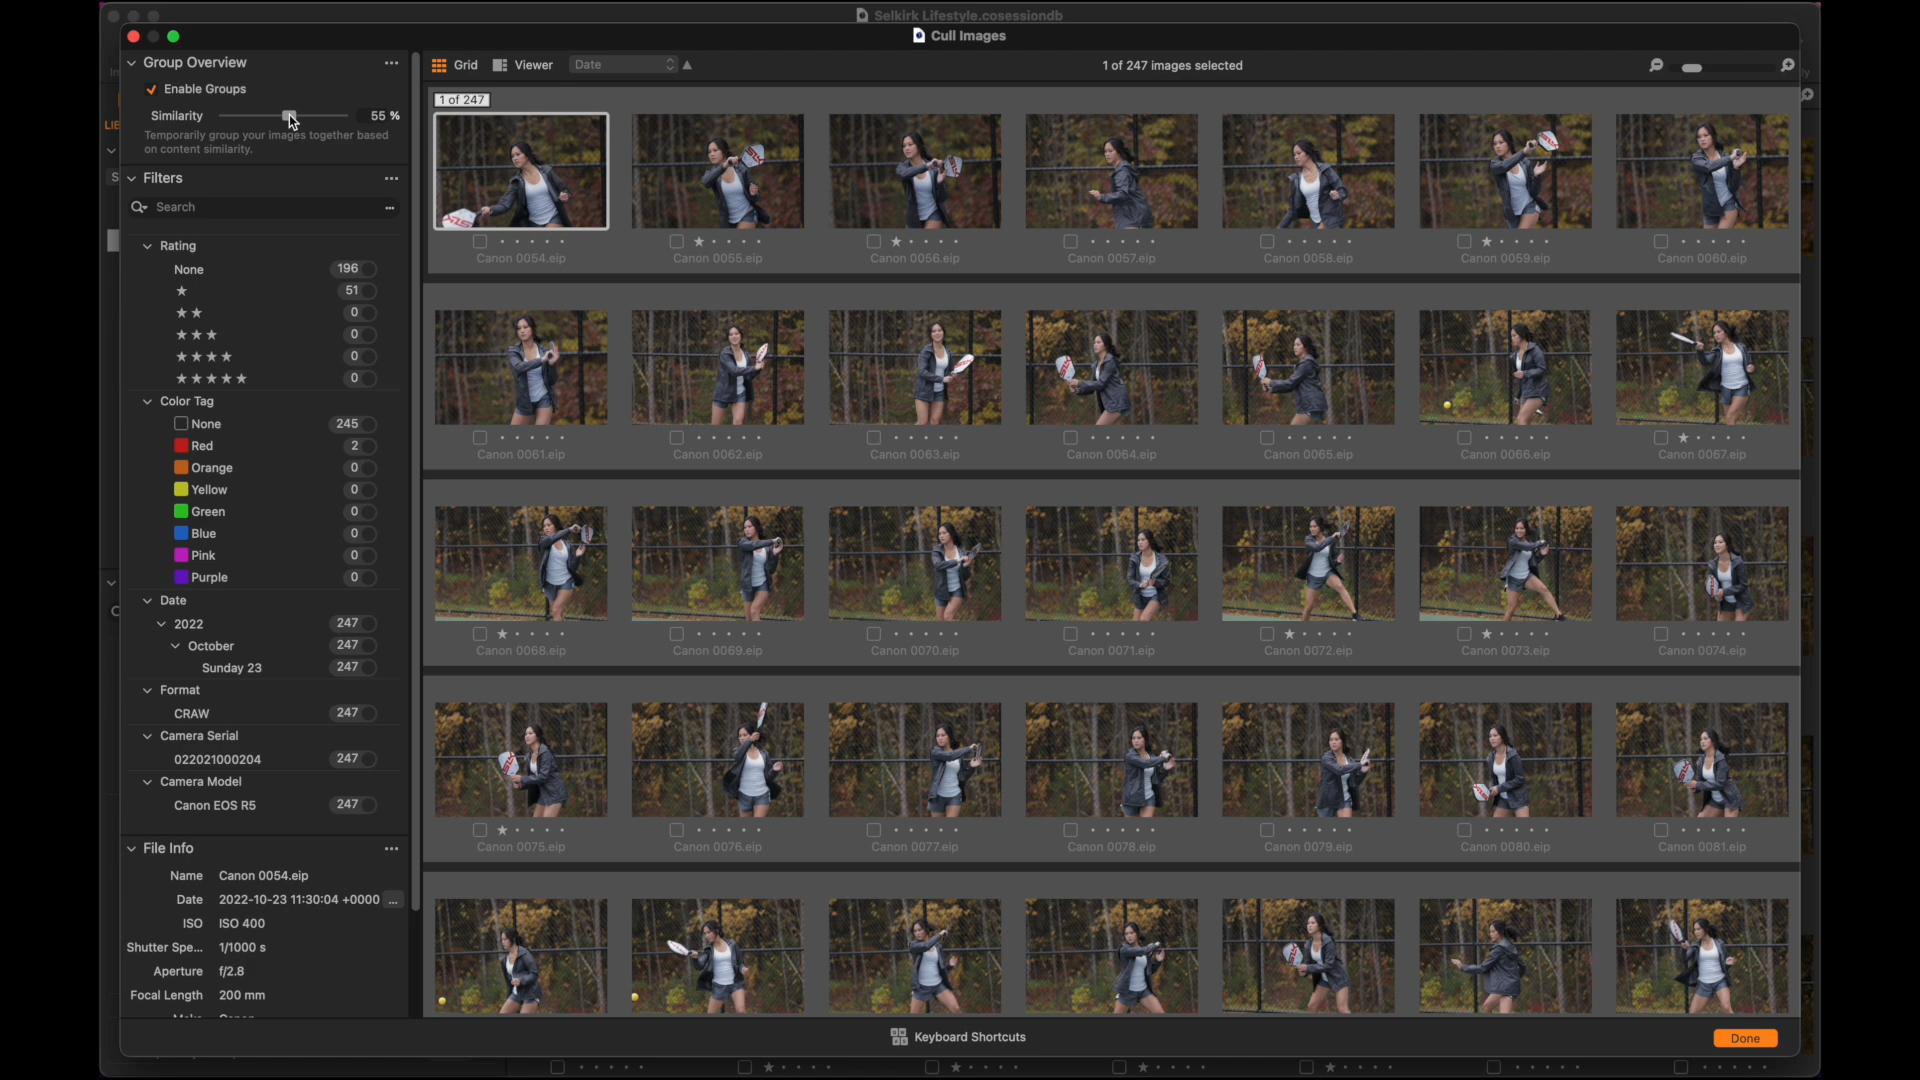 Selkirk Lifestyle.cosessiondb
Cull Images
Group Overview
Enable Groups
Similarity 55 %
Temporarily group your images together based
on content similarity.
Filters
Search
Rating
None 196
★ 51
★★ 0
★★★ 0
★★★★ 0
★★★★★ 0
Color Tag
None 245
Red 2
Orange 0
Yellow 0
Green 0
Blue 0
Pink 0
Purple 0
Date
2022 247
October 247
Sunday 23 247
Format
CRAW 247
Camera Serial
022021000204 247
Camera Model
Canon EOS R5 247
File Info
Name Canon 0054.eip
Date 2022-10-23 11:30:04 +0000 ...
ISO ISO 400
Shutter Spe... 1/1000 s
Aperture f/2.8
Focal Length 200 mm
Grid Viewer Date 1 of 247 images selected
1 of 247
Canon 0054.eip Canon 0055.eip Canon 0056.eip Canon 0057.eip Canon 0058.eip Canon 0059.eip Canon 0060.eip
Canon 0061.eip Canon 0062.eip Canon 0063.eip Canon 0064.eip Canon 0065.eip Canon 0066.eip Canon 0067.eip
Canon 0068.eip Canon 0069.eip Canon 0070.eip Canon 0071.eip Canon 0072.eip Canon 0073.eip Canon 0074.eip
Canon 0075.eip Canon 0076.eip Canon 0077.eip Canon 0078.eip Canon 0079.eip Canon 0080.eip Canon 0081.eip
Keyboard Shortcuts
Done